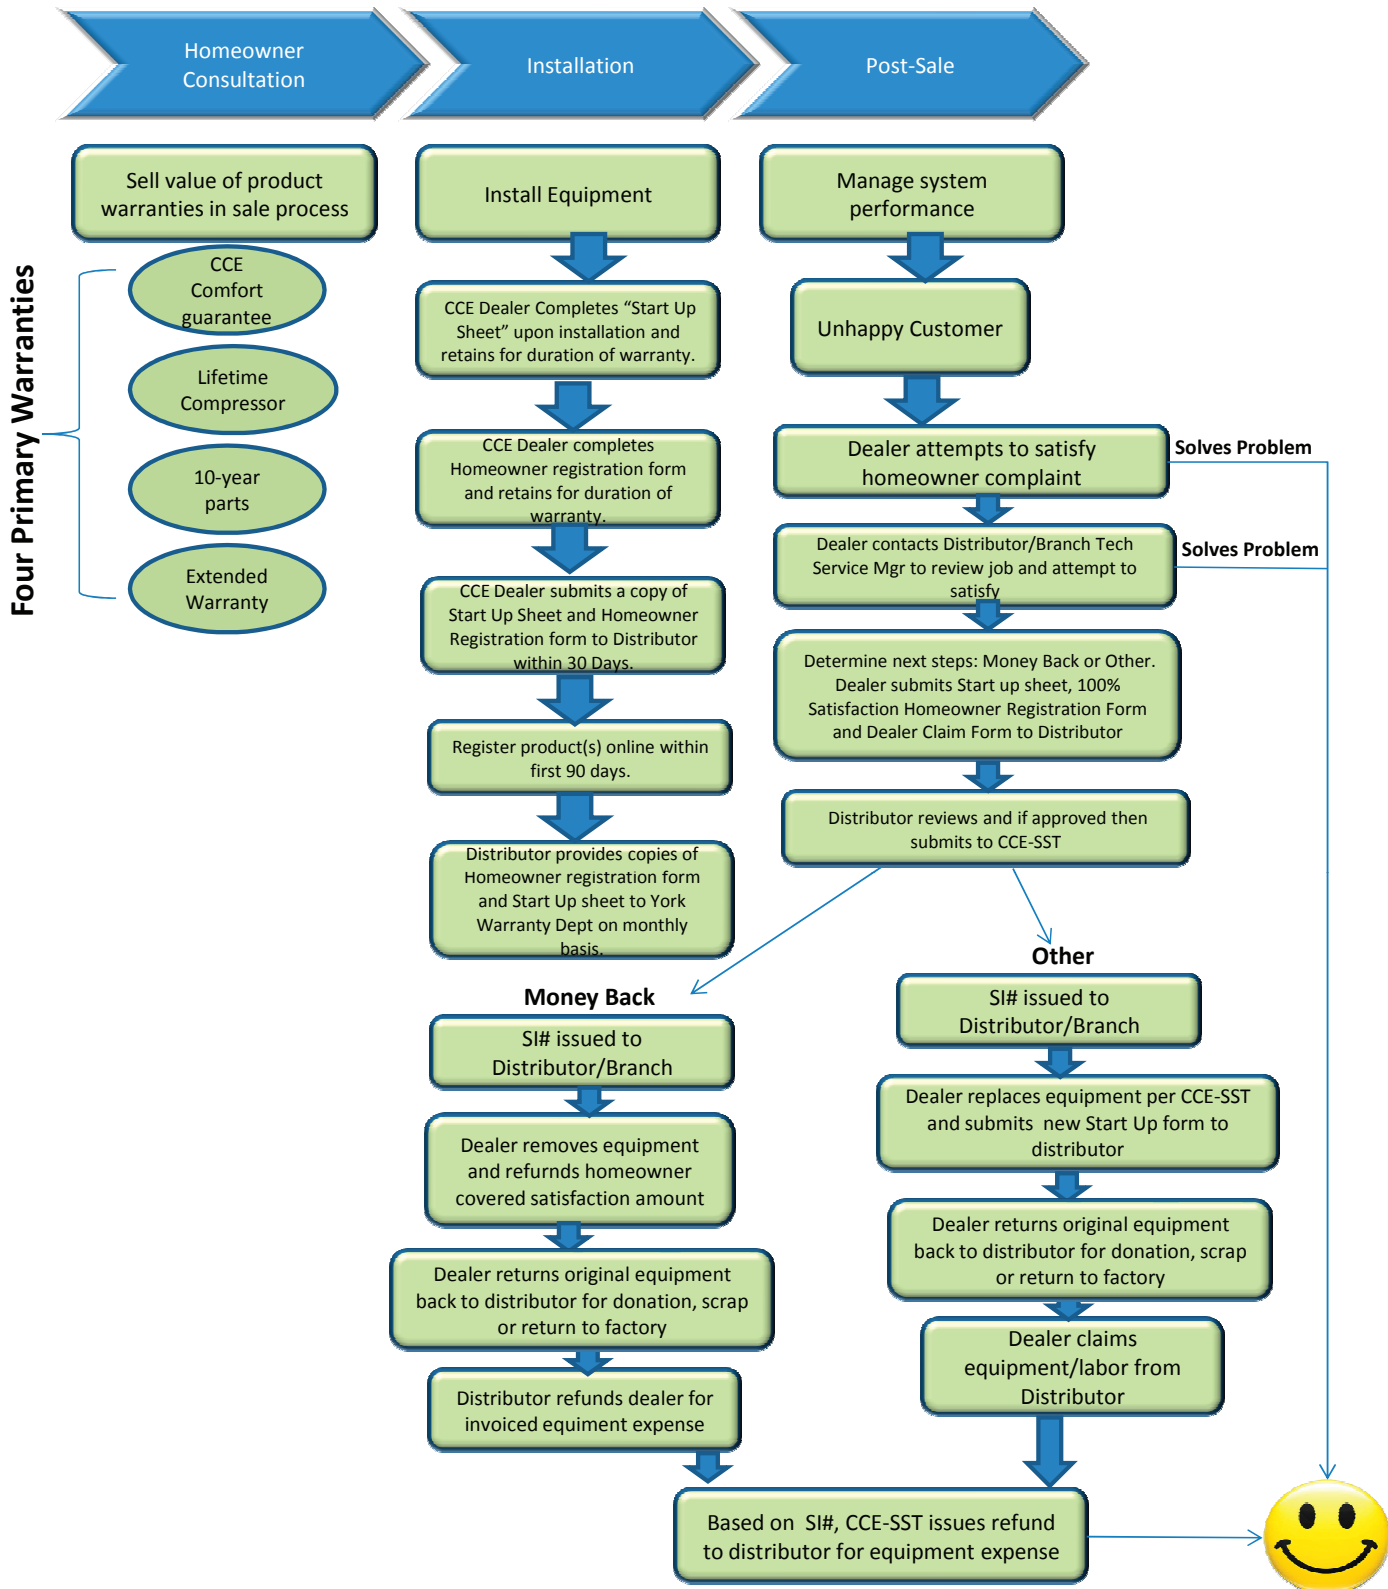 Homeowner
Consultation
Installation
Post-Sale
Four Primary Warranties
Sell value of product
warranties in sale process
CCE
Comfort
guarantee
Lifetime
Compressor
10-year
parts
Extended
Warranty
Install Equipment
CCE Dealer Completes “Start Up
Sheet” upon installation and
retains for duration of warranty.
CCE Dealer completes
Homeowner registration form
and retains for duration of
warranty.
CCE Dealer submits a copy of
Start Up Sheet and Homeowner
Registration form to Distributor
within 30 Days.
Register product(s) online within
first 90 days.
Distributor provides copies of
Homeowner registration form
and Start Up sheet to York
Warranty Dept on monthly
basis.
Manage system
performance
Unhappy Customer
Dealer attempts to satisfy
homeowner complaint
Solves Problem
Dealer contacts Distributor/Branch Tech
Service Mgr to review job and attempt to
satisfy
Solves Problem
Determine next steps: Money Back or Other.
Dealer submits Start up sheet, 100%
Satisfaction Homeowner Registration Form
and Dealer Claim Form to Distributor
Distributor reviews and if approved then
submits to CCE-SST
Money Back
SI# issued to
Distributor/Branch
Dealer removes equipment
and refurnds homeowner
covered satisfaction amount
Dealer returns original equipment
back to distributor for donation, scrap
or return to factory
Distributor refunds dealer for
invoiced equiment expense
Other
SI# issued to
Distributor/Branch
Dealer replaces equipment per CCE-SST
and submits new Start Up form to
distributor
Dealer returns original equipment
back to distributor for donation, scrap
or return to factory
Dealer claims
equipment/labor from
Distributor
Based on SI#, CCE-SST issues refund
to distributor for equipment expense